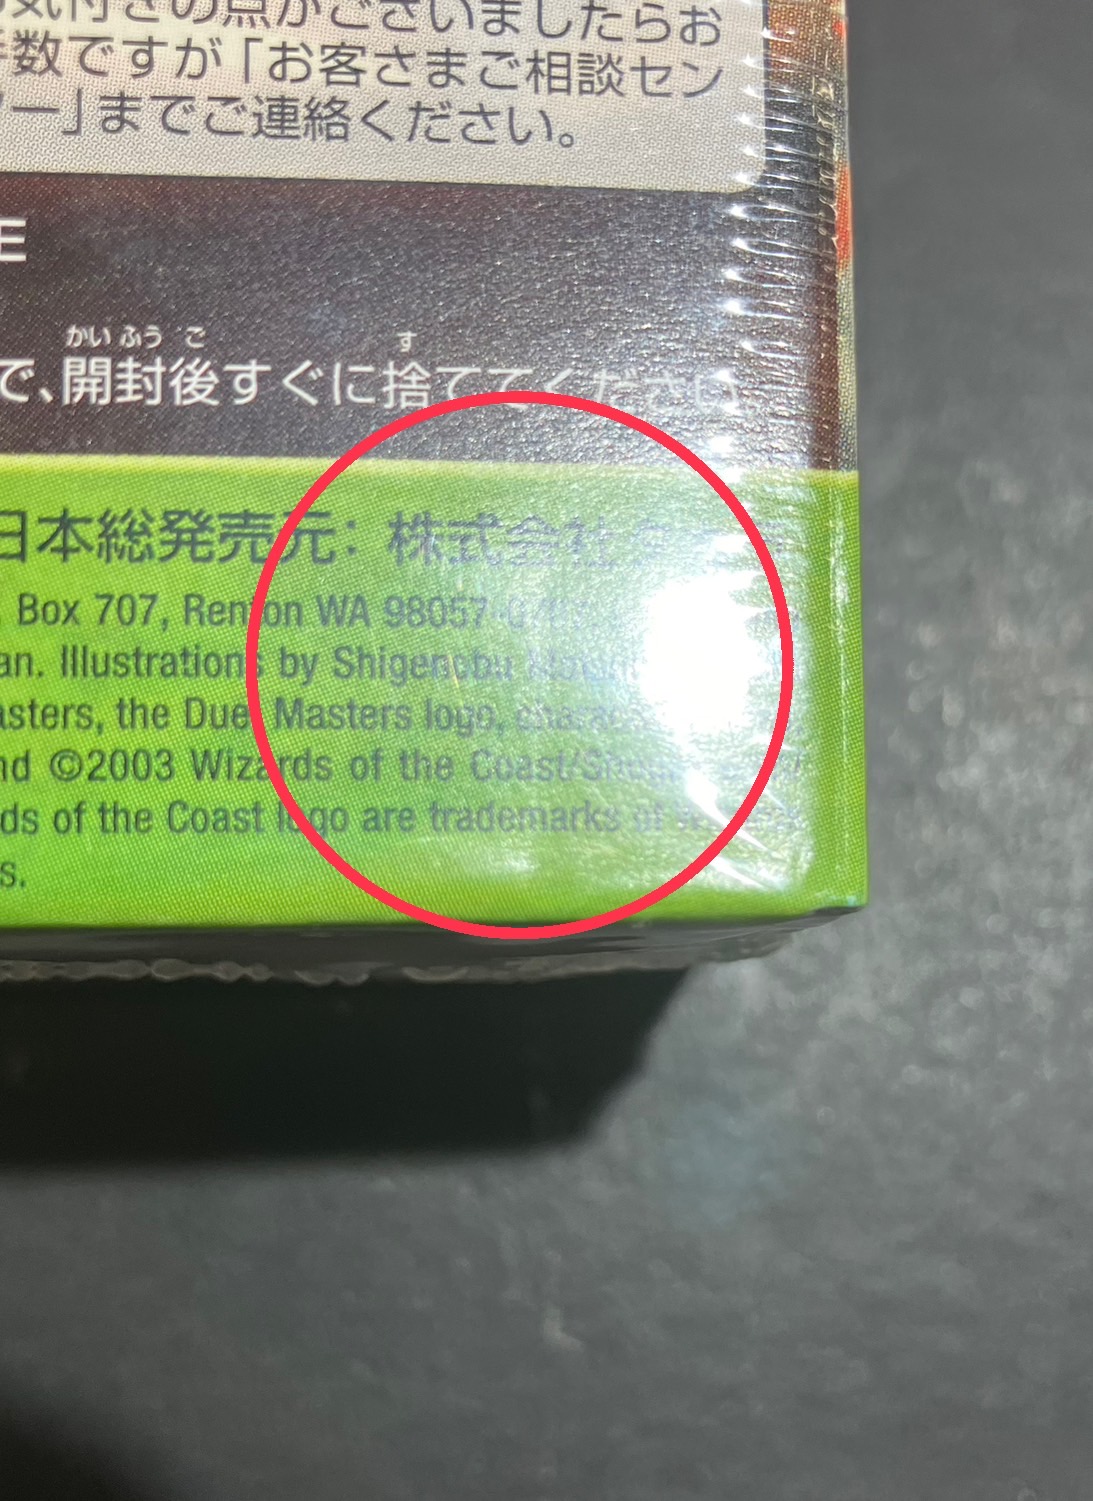 気付きの点がございましたらお
手数ですが「お客さまご相談セン
ター」までご連絡ください。
E
かい ふう ご す
で、開封後すぐに捨ててください。
日本総発売元: 株式会社
Box 707, Renton WA 98057-0707,
an. Illustrations by Shigenobu
asters, the Duel Masters logo,
nd ©2003 Wizards of the Coast/
ds of the Coast logo are trademarks of
s.